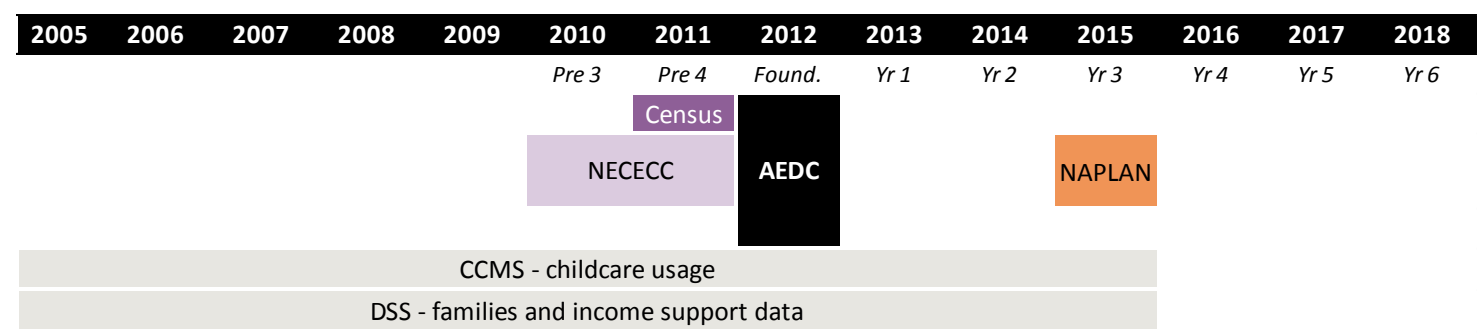 2005 2006 2007 2008 2009 2010 2011 2012 2013 2014 2015 2016 2017 2018
Pre 3 Pre 4 Found. Yr 1 Yr 2 Yr 3 Yr 4 Yr 5 Yr 6
Census
NECECC AEDC NAPLAN
CCMS - childcare usage
DSS - families and income support data